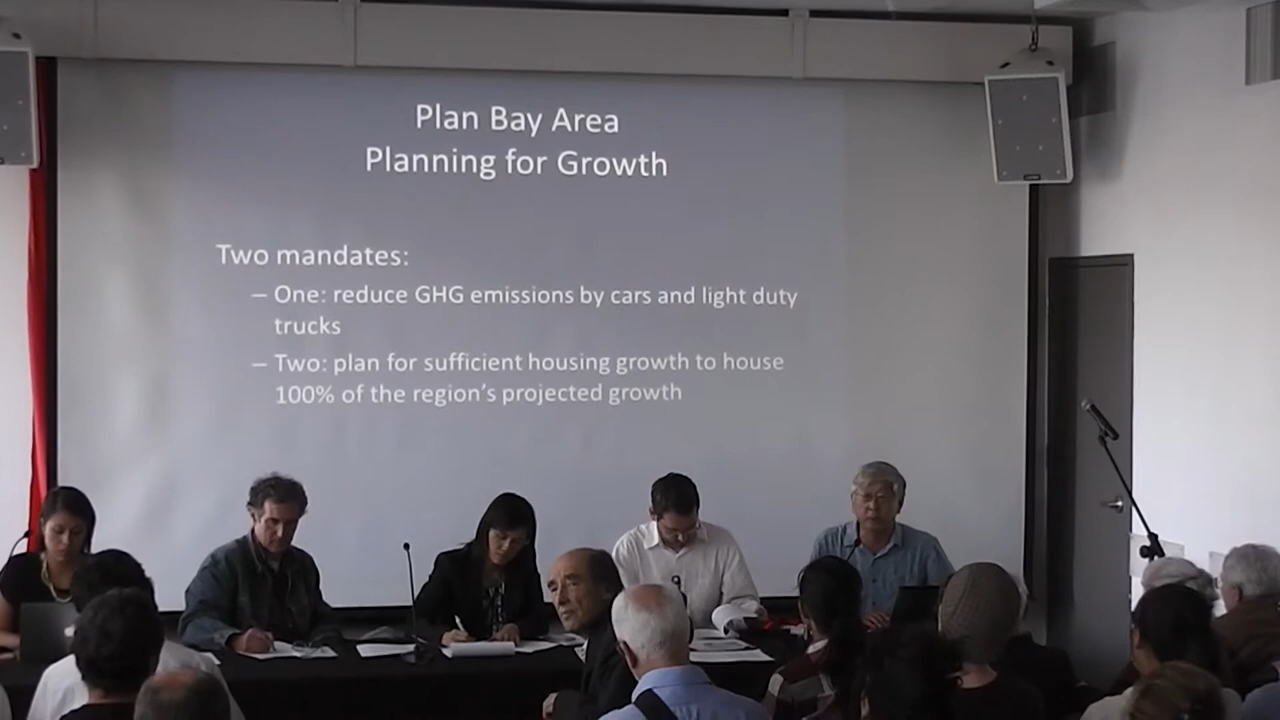 Plan Bay Area
Planning for Growth
Two mandates:
– One: reduce GHG emissions by cars and light duty
trucks
– Two: plan for sufficient housing growth to house
100% of the region's projected growth